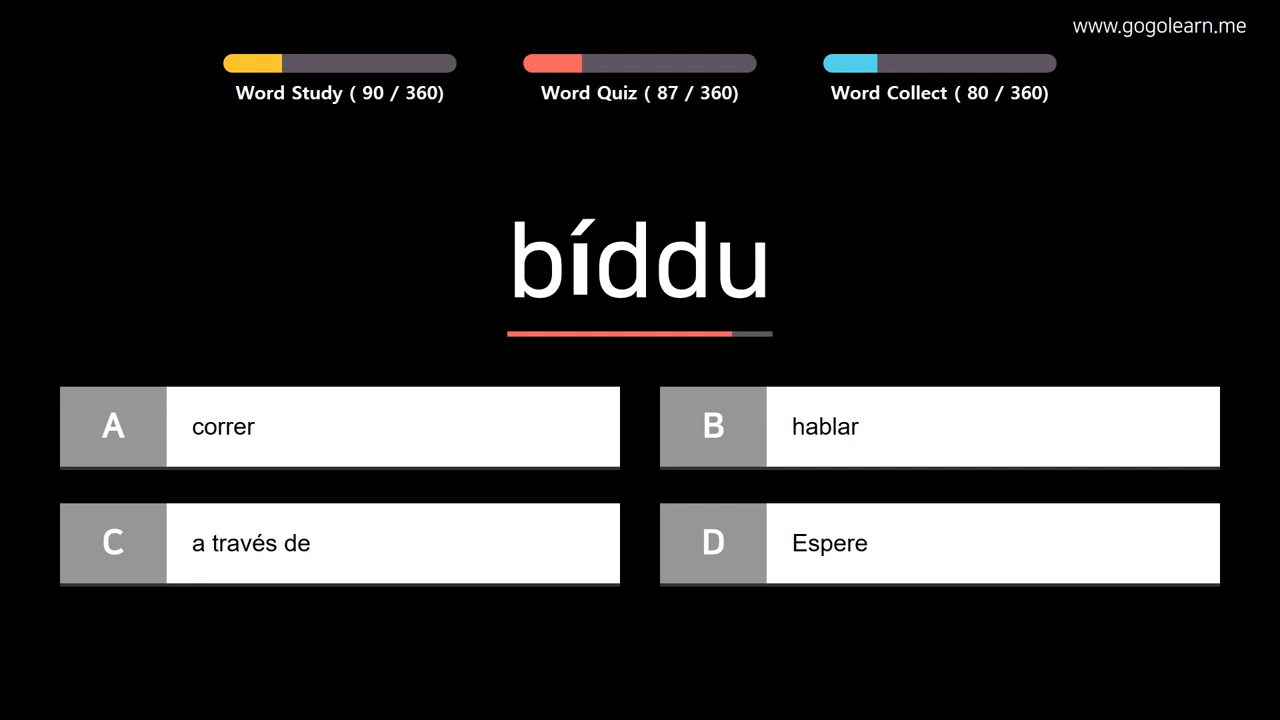 www.gogolearn.me
Word Study ( 90 / 360)
Word Quiz ( 87 / 360)
Word Collect ( 80 / 360)
bíddu
A correr
B hablar
C a través de
D Espere